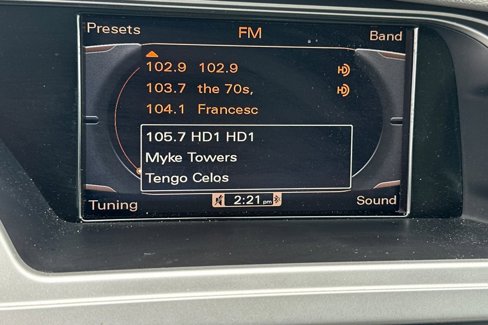 Presets FM Band
102.9 102.9
103.7 the 70s,
104.1 Francesc
105.7 HD1 HD1
Myke Towers
Tengo Celos
Tuning 2:21 pm Sound